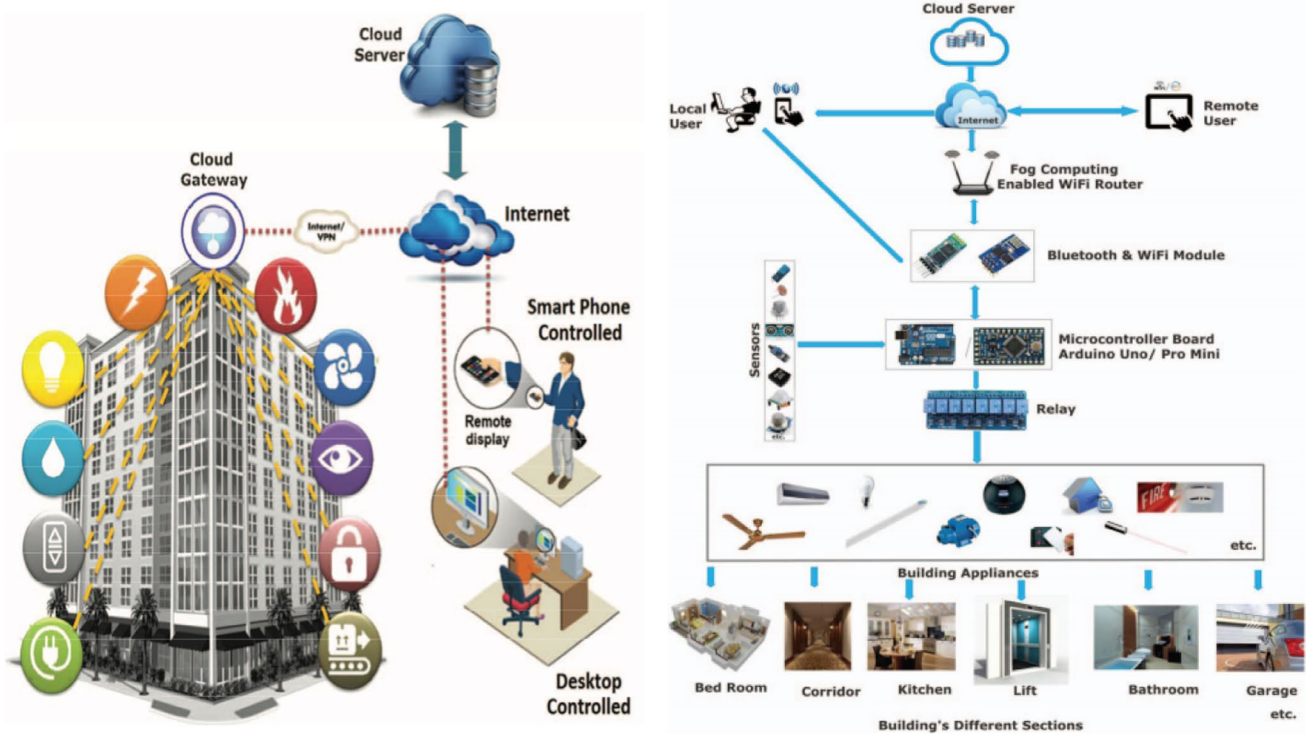 Cloud
Server
Cloud
Gateway
Internet/
VPN
Internet
Smart Phone
Controlled
Remote
display
Desktop
Controlled
Cloud Server
Local
User
Internet
Remote
User
Fog Computing
Enabled WiFi Router
Bluetooth & WiFi Module
Sensors
etc.
Microcontroller Board
Arduino Uno/ Pro Mini
Relay
FIRE
etc.
Building Appliances
Bed Room
Corridor
Kitchen
Lift
Bathroom
Garage
etc.
Building's Different Sections